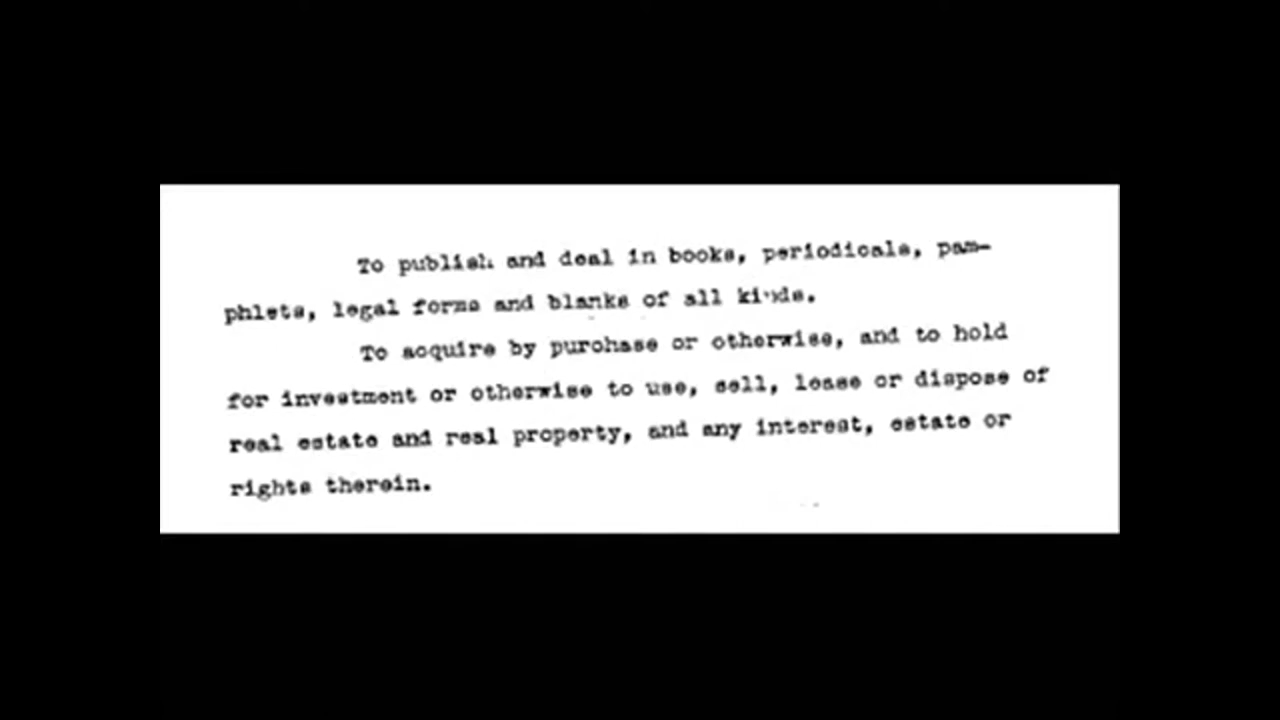 To publish and deal in books, periodicals, pam-
phlets, legal forms and blanks of all kinds.
To acquire by purchase or otherwise, and to hold
for investment or otherwise to use, sell, lease or dispose of
real estate and real property, and any interest, estate or
rights therein.